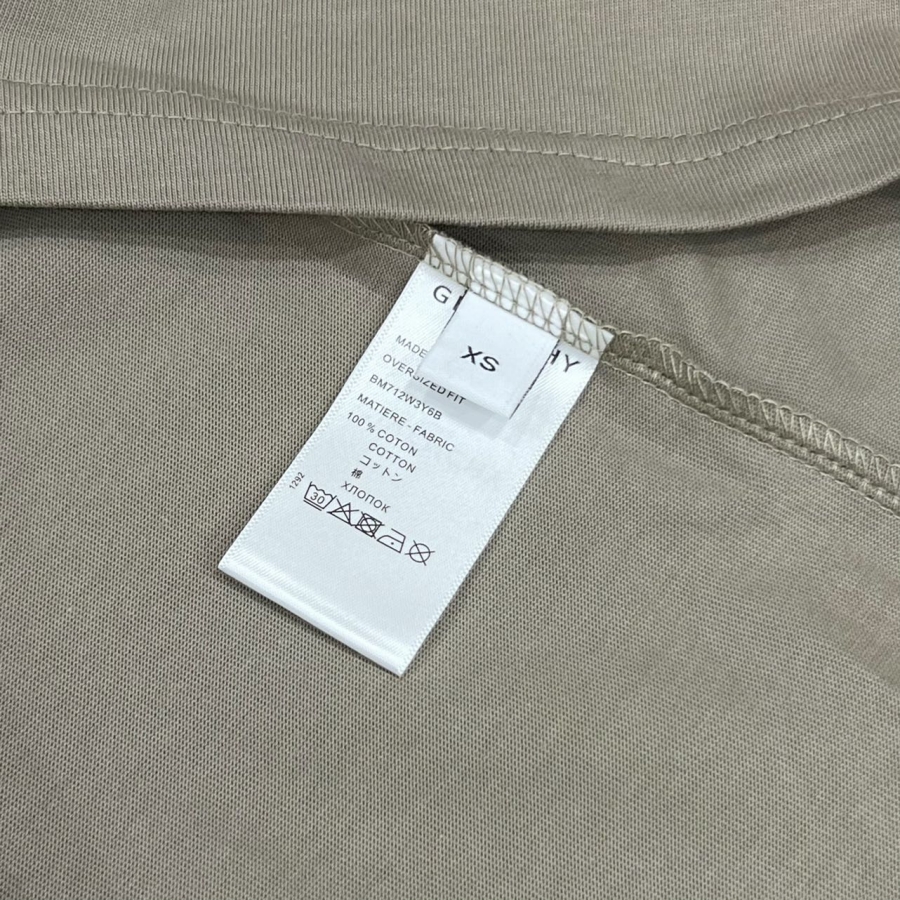 G HY
XS
MADE
OVERSIZED FIT
BM712W3Y6B
MATIERE - FABRIC
100 % COTON
COTTON
コットン
棉
ХЛОПОК
30
1292